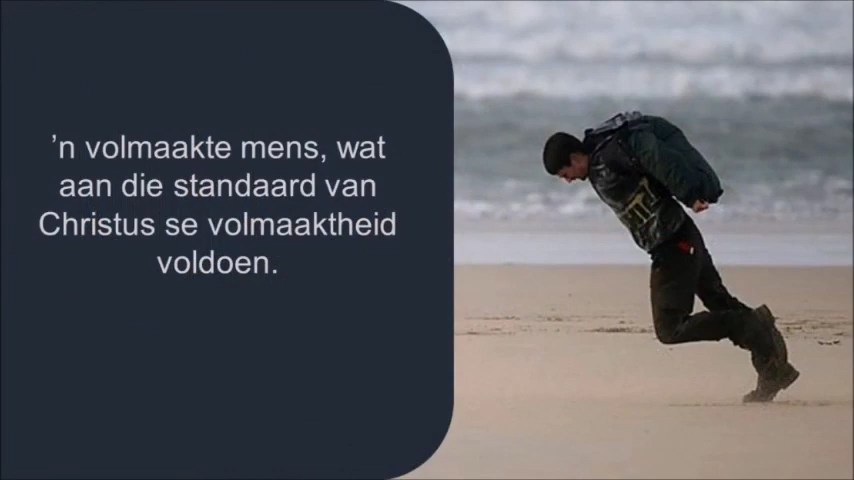 ’n volmaakte mens, wat
aan die standaard van
Christus se volmaaktheid
voldoen.